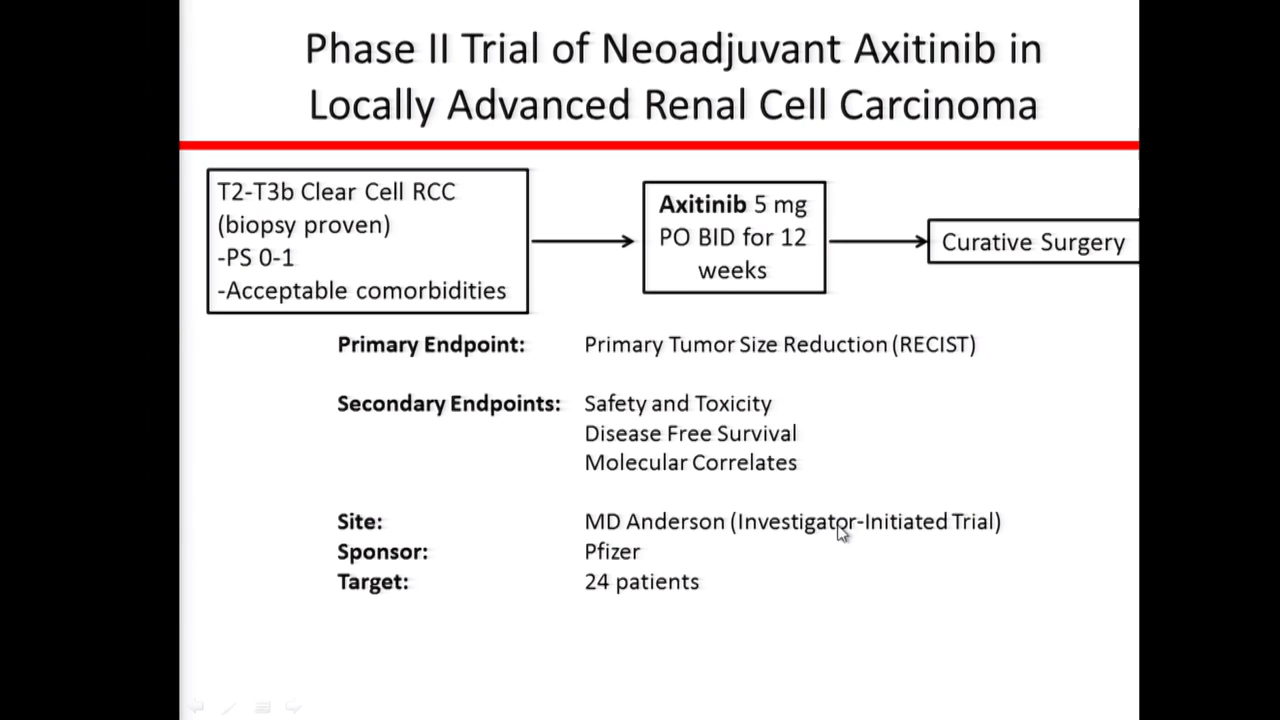 Phase II Trial of Neoadjuvant Axitinib in
Locally Advanced Renal Cell Carcinoma
T2-T3b Clear Cell RCC
(biopsy proven)
-PS 0-1
-Acceptable comorbidities
Axitinib 5 mg
PO BID for 12
weeks
Curative Surgery
Primary Endpoint: Primary Tumor Size Reduction (RECIST)
Secondary Endpoints: Safety and Toxicity
Disease Free Survival
Molecular Correlates
Site: MD Anderson (Investigator-Initiated Trial)
Sponsor: Pfizer
Target: 24 patients